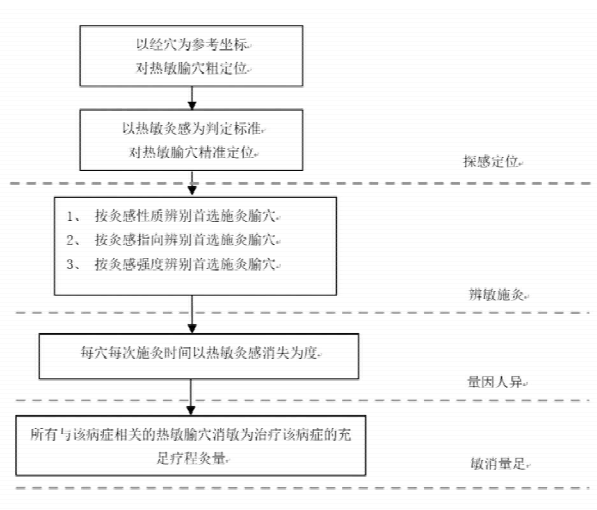 以经穴为参考坐标
对热敏腧穴粗定位
以热敏灸感为判定标准
对热敏腧穴精准定位
探感定位
1、 按灸感性质辨别首选施灸腧穴
2、 按灸感指向辨别首选施灸腧穴
3、 按灸感强度辨别首选施灸腧穴
辨敏施灸
每穴每次施灸时间以热敏灸感消失为度
量因人异
所有与该病症相关的热敏腧穴消敏为治疗该病症的充
足疗程灸量
敏消量足